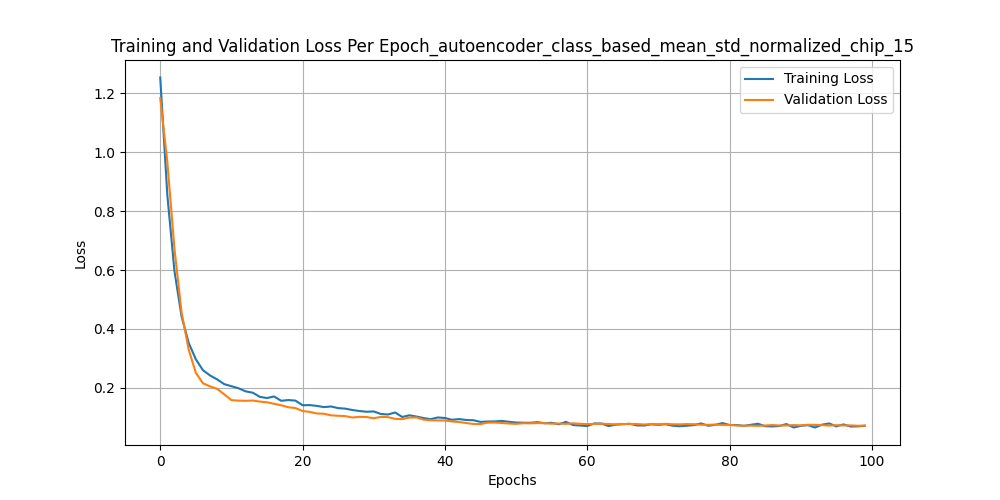 Training and Validation Loss Per Epoch_autoencoder_class_based_mean_std_normalized_chip_15
Training Loss
Validation Loss
1.2
1.0
0.8
0.6
0.4
0.2
Loss
0
20
40
60
80
100
Epochs